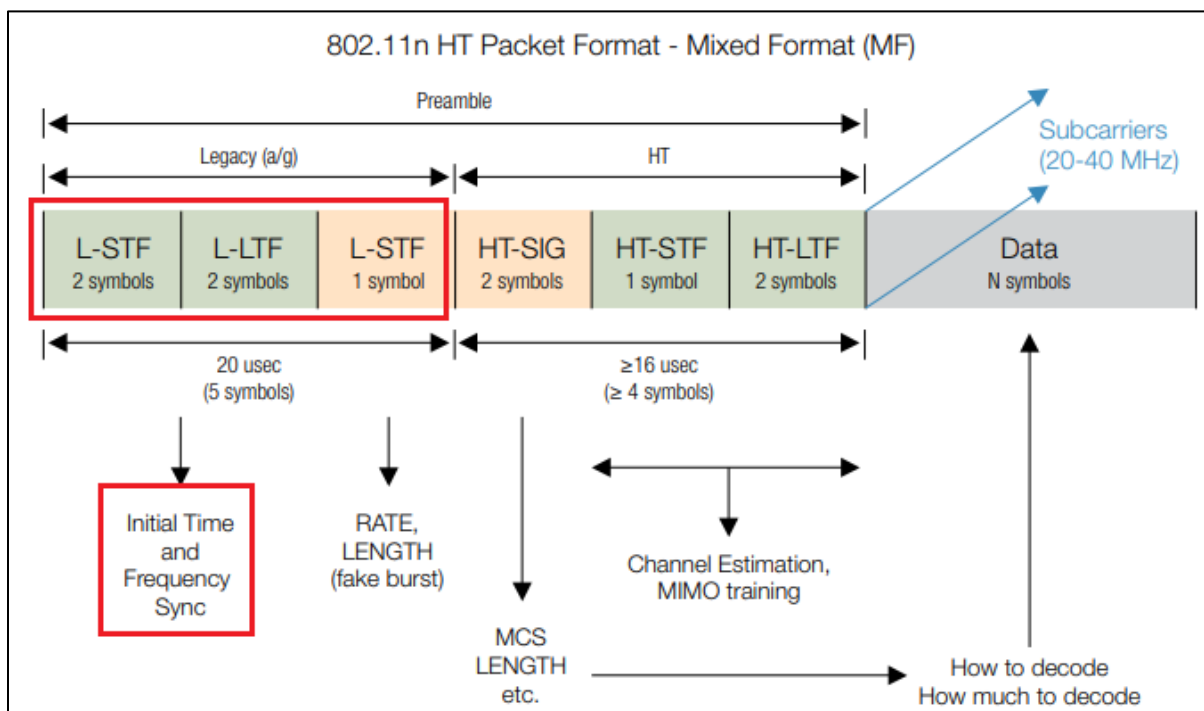 802.11n HT Packet Format - Mixed Format (MF)
Preamble
Subcarriers
(20-40 MHz)
Legacy (a/g)
HT
L-STF
2 symbols
L-LTF
2 symbols
L-STF
1 symbol
HT-SIG
2 symbols
HT-STF
1 symbol
HT-LTF
2 symbols
Data
N symbols
20 usec
(5 symbols)
≥16 usec
(≥ 4 symbols)
Initial Time
and
Frequency
Sync
RATE,
LENGTH
(fake burst)
Channel Estimation,
MIMO training
MCS
LENGTH
etc.
How to decode
How much to decode